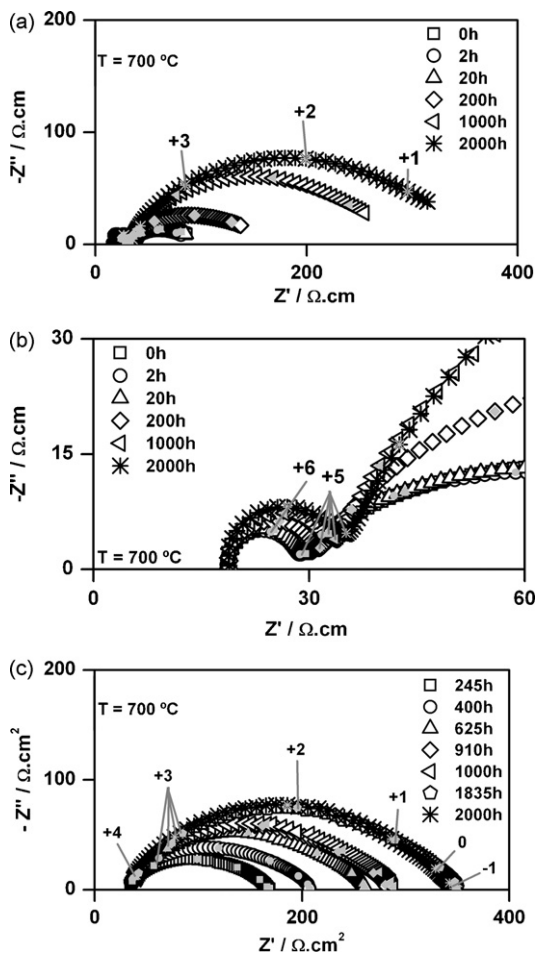 (a)
200
T = 700 ºC
0h
2h
20h
200h
1000h
2000h
+3
+2
+1
100
0
-Z'' / Ω.cm
0
200
400
Z' / Ω.cm
(b)
30
0h
2h
20h
200h
1000h
2000h
+6
+5
15
T = 700 ºC
0
-Z'' / Ω.cm
0
30
60
Z' / Ω.cm
(c)
200
T = 700 ºC
245h
400h
625h
910h
1000h
1835h
2000h
+4
+3
+2
+1
0
-1
100
0
- Z'' / Ω.cm²
0
200
400
Z' / Ω.cm²